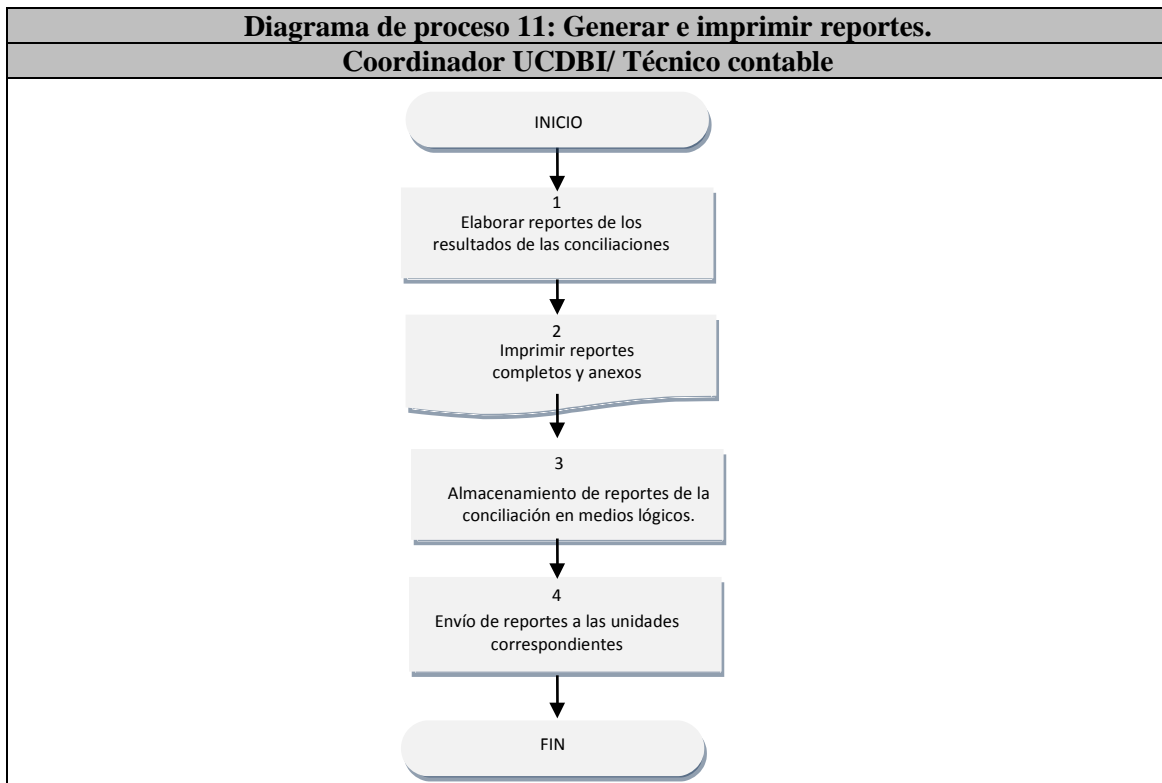 Diagrama de proceso 11: Generar e imprimir reportes.
Coordinador UCDBI/ Técnico contable
INICIO
1
Elaborar reportes de los
resultados de las conciliaciones
2
Imprimir reportes
completos y anexos
3
Almacenamiento de reportes de la
conciliación en medios lógicos.
4
Envío de reportes a las unidades
correspondientes
FIN